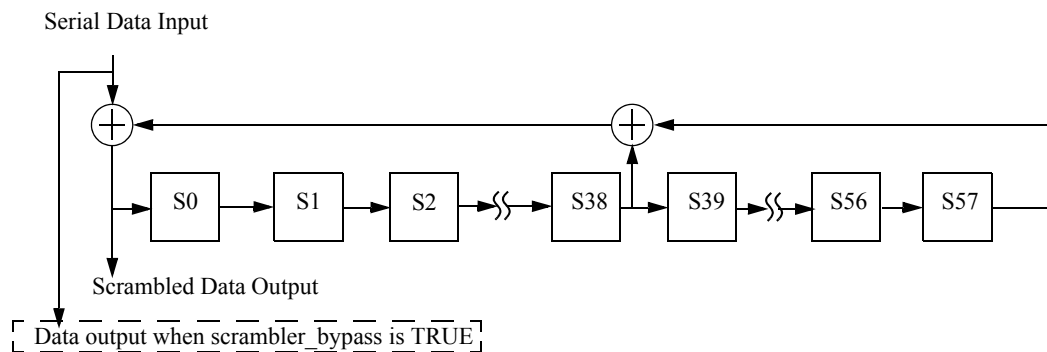 Serial Data Input
S0 S1 S2 S38 S39 S56 S57
Scrambled Data Output
Data output when scrambler_bypass is TRUE